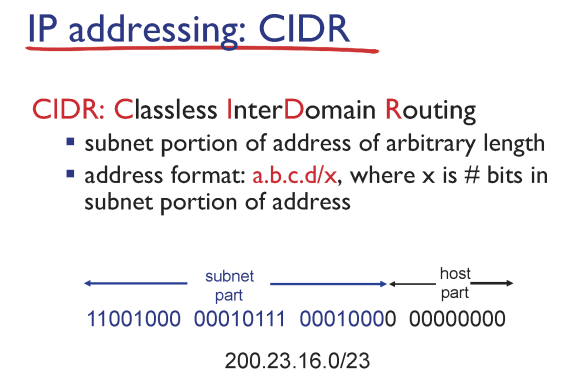 IP addressing: CIDR
CIDR: Classless InterDomain Routing
▪ subnet portion of address of arbitrary length
▪ address format: a.b.c.d/x, where x is # bits in
subnet portion of address
subnet
part
host
part
11001000 00010111 00010000 00000000
200.23.16.0/23